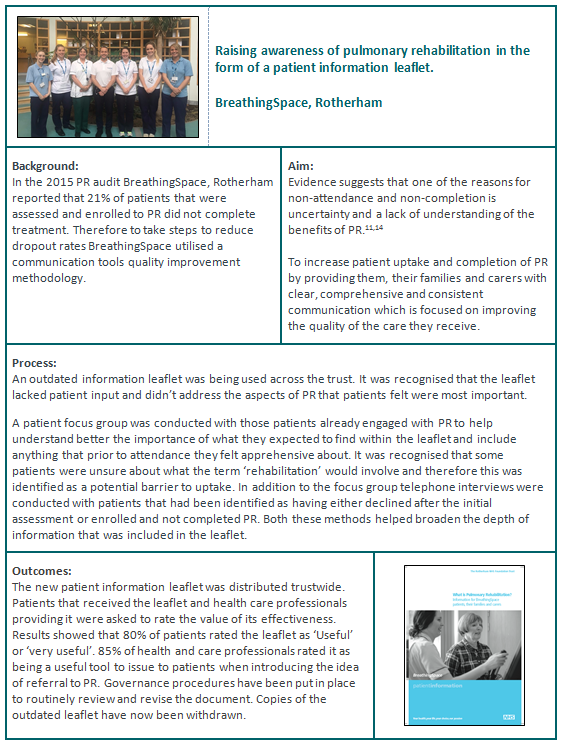 Raising awareness of pulmonary rehabilitation in the
form of a patient information leaflet.
BreathingSpace, Rotherham
Background:
In the 2015 PR audit BreathingSpace, Rotherham
reported that 21% of patients that were
assessed and enrolled to PR did not complete
treatment. Therefore to take steps to reduce
dropout rates BreathingSpace utilised a
communication tools quality improvement
methodology.
Aim:
Evidence suggests that one of the reasons for
non-attendance and non-completion is
uncertainty and a lack of understanding of the
benefits of PR.11,14
To increase patient uptake and completion of PR
by providing them, their families and carers with
clear, comprehensive and consistent
communication which is focused on improving
the quality of the care they receive.
Process:
An outdated information leaflet was being used across the trust. It was recognised that the leaflet
lacked patient input and didn’t address the aspects of PR that patients felt were most important.
A patient focus group was conducted with those patients already engaged with PR to help
understand better the importance of what they expected to find within the leaflet and include
anything that prior to attendance they felt apprehensive about. It was recognised that some
patients were unsure about what the term ‘rehabilitation’ would involve and therefore this was
identified as a potential barrier to uptake. In addition to the focus group telephone interviews were
conducted with patients that had been identified as having either declined after the initial
assessment or enrolled and not completed PR. Both these methods helped broaden the depth of
information that was included in the leaflet.
Outcomes:
The new patient information leaflet was distributed trustwide.
Patients that received the leaflet and health care professionals
providing it were asked to rate the value of its effectiveness.
Results showed that 80% of patients rated the leaflet as ‘Useful’
or ‘very useful’. 85% of health and care professionals rated it as
being a useful tool to issue to patients when introducing the idea
of referral to PR. Governance procedures have been put in place
to routinely review and revise the document. Copies of the
outdated leaflet have now been withdrawn.
What is Pulmonary Rehabilitation?
patientinformation
NHS